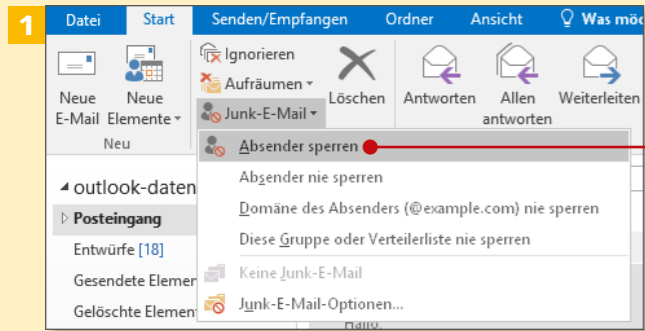 1
Datei Start Senden/Empfangen Ordner Ansicht Was
Neue E-Mail
Neue Elemente
Ignorieren
Aufräumen
Junk-E-Mail
Löschen
Antworten
Allen antworten
Weiterleiten
Neu
Absender sperren
Absender nie sperren
Domäne des Absenders (@example.com) nie sperren
Diese Gruppe oder Verteilerliste nie sperren
Keine Junk-E-Mail
Junk-E-Mail-Optionen...
outlook-daten
Posteingang
Entwürfe [18]
Gesendete Elemen
Gelöschte Elemen
Hallo,